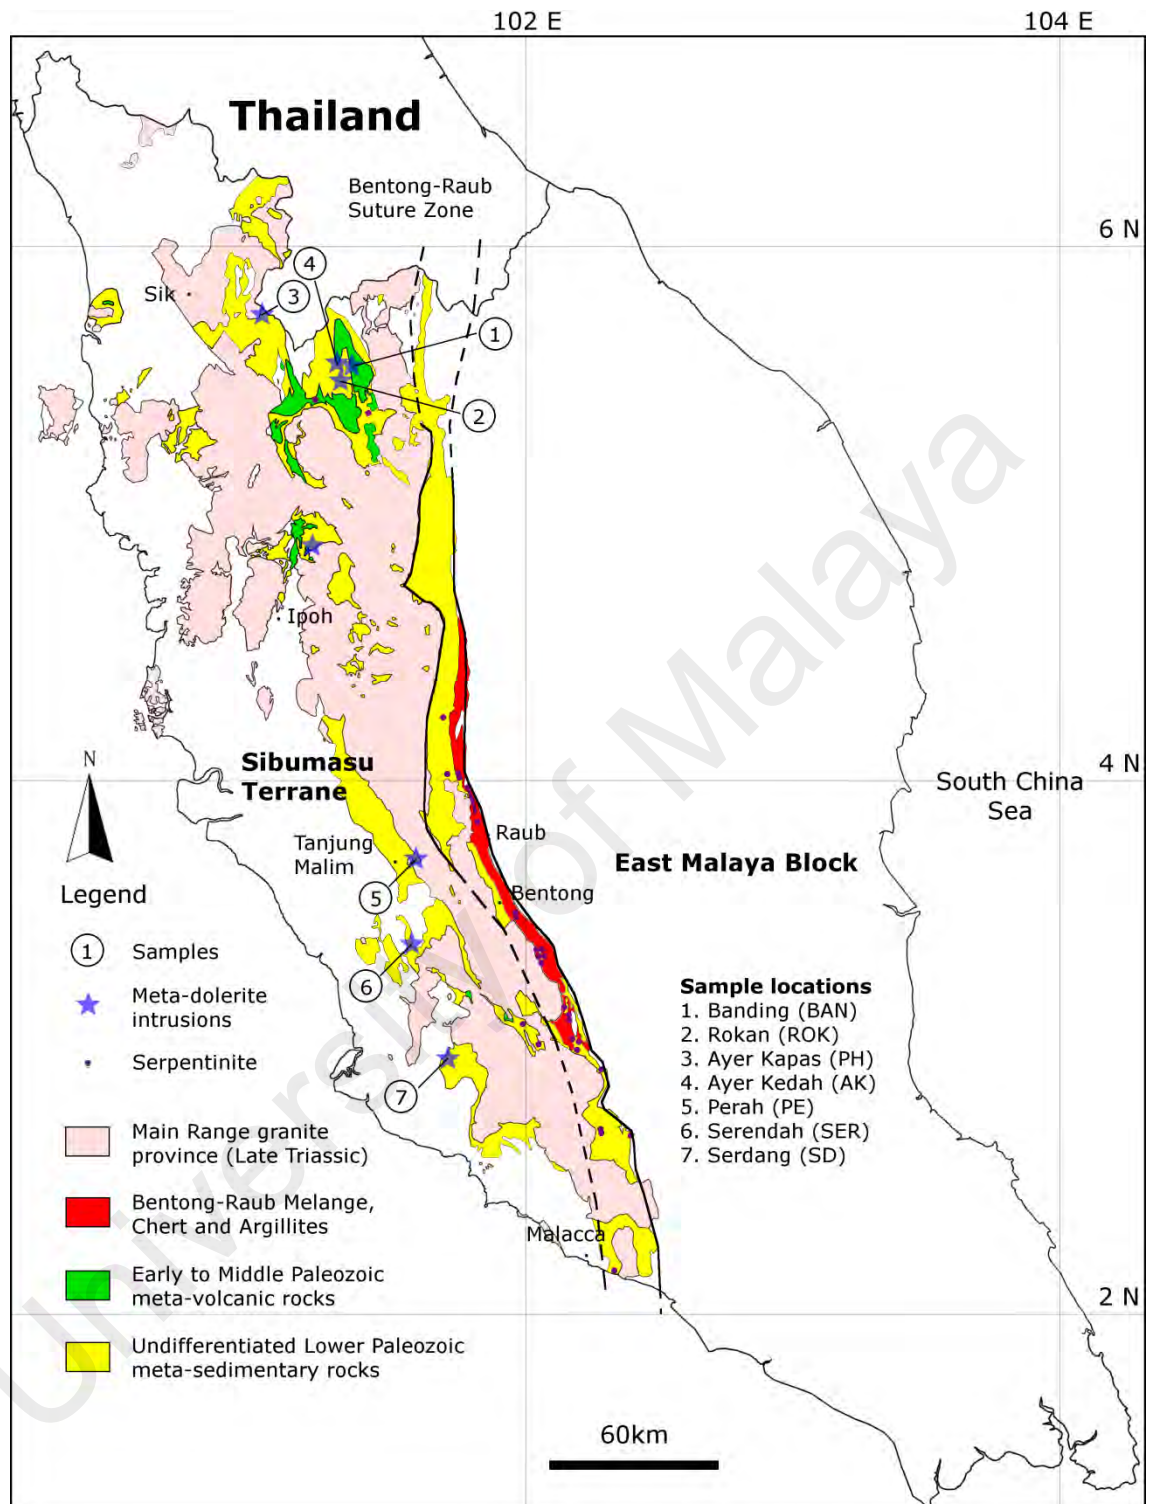 102 E
104 E
Thailand
Bentong-Raub
Suture Zone
6 N
4
Sik
3
1
2
Ipoh
4 N
Sibumasu
Terrane
South China
Sea
N
Raub
Tanjung
Malim
East Malaya Block
5
Bentong
6
7
Malacca
2 N
Legend
1
Samples
Meta-dolerite
intrusions
Serpentinite
Main Range granite
province (Late Triassic)
Bentong-Raub Melange,
Chert and Argillites
Early to Middle Paleozoic
meta-volcanic rocks
Undifferentiated Lower Paleozoic
meta-sedimentary rocks
Sample locations
1. Banding (BAN)
2. Rokan (ROK)
3. Ayer Kapas (PH)
4. Ayer Kedah (AK)
5. Perah (PE)
6. Serendah (SER)
7. Serdang (SD)
60km
University of Malaya